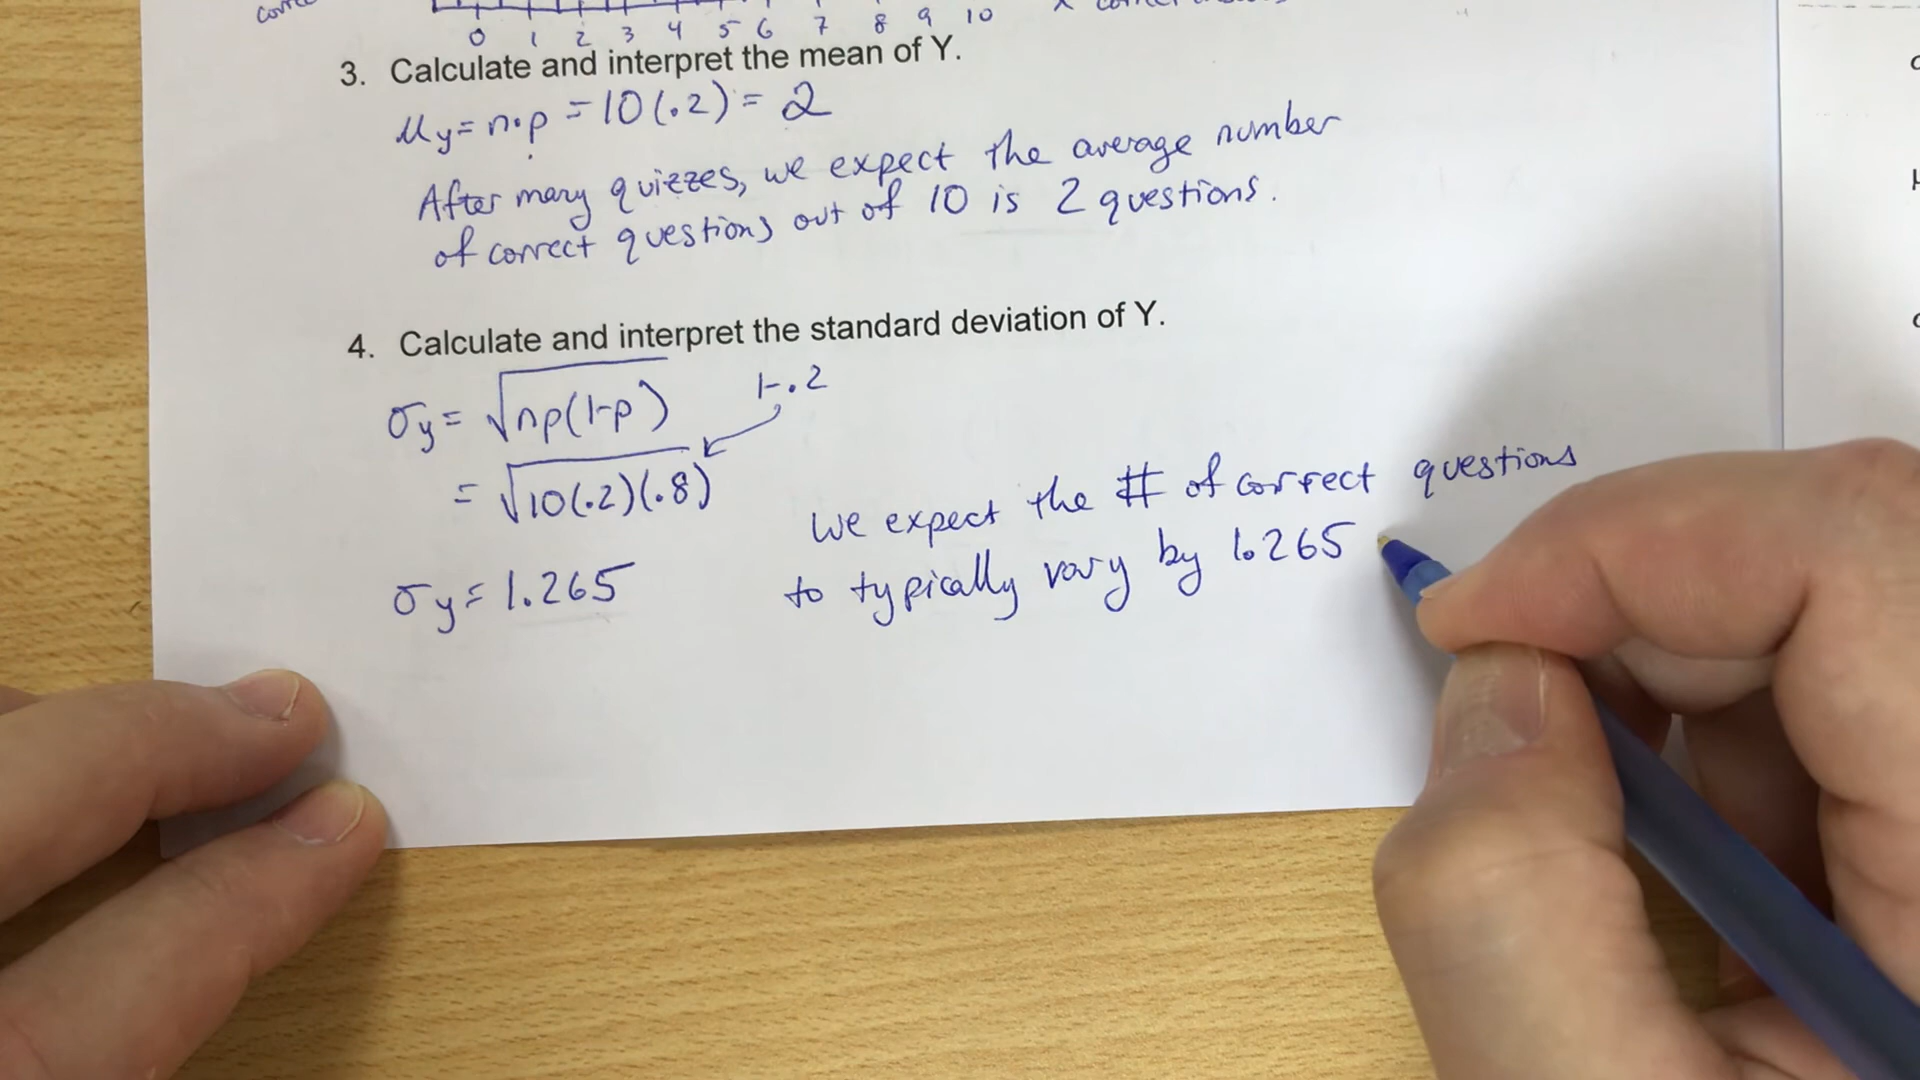 0 1 2 3 4 5 6 7 8 9 10
3. Calculate and interpret the mean of Y.
μy = n·p = 10(.2) = 2
After many quizzes, we expect the average number
of correct questions out of 10 is 2 questions.
4. Calculate and interpret the standard deviation of Y.
σy = √np(1-p) 1-.2
= √10(.2)(.8)
σy = 1.265
We expect the # of correct questions
to typically vary by 1.265